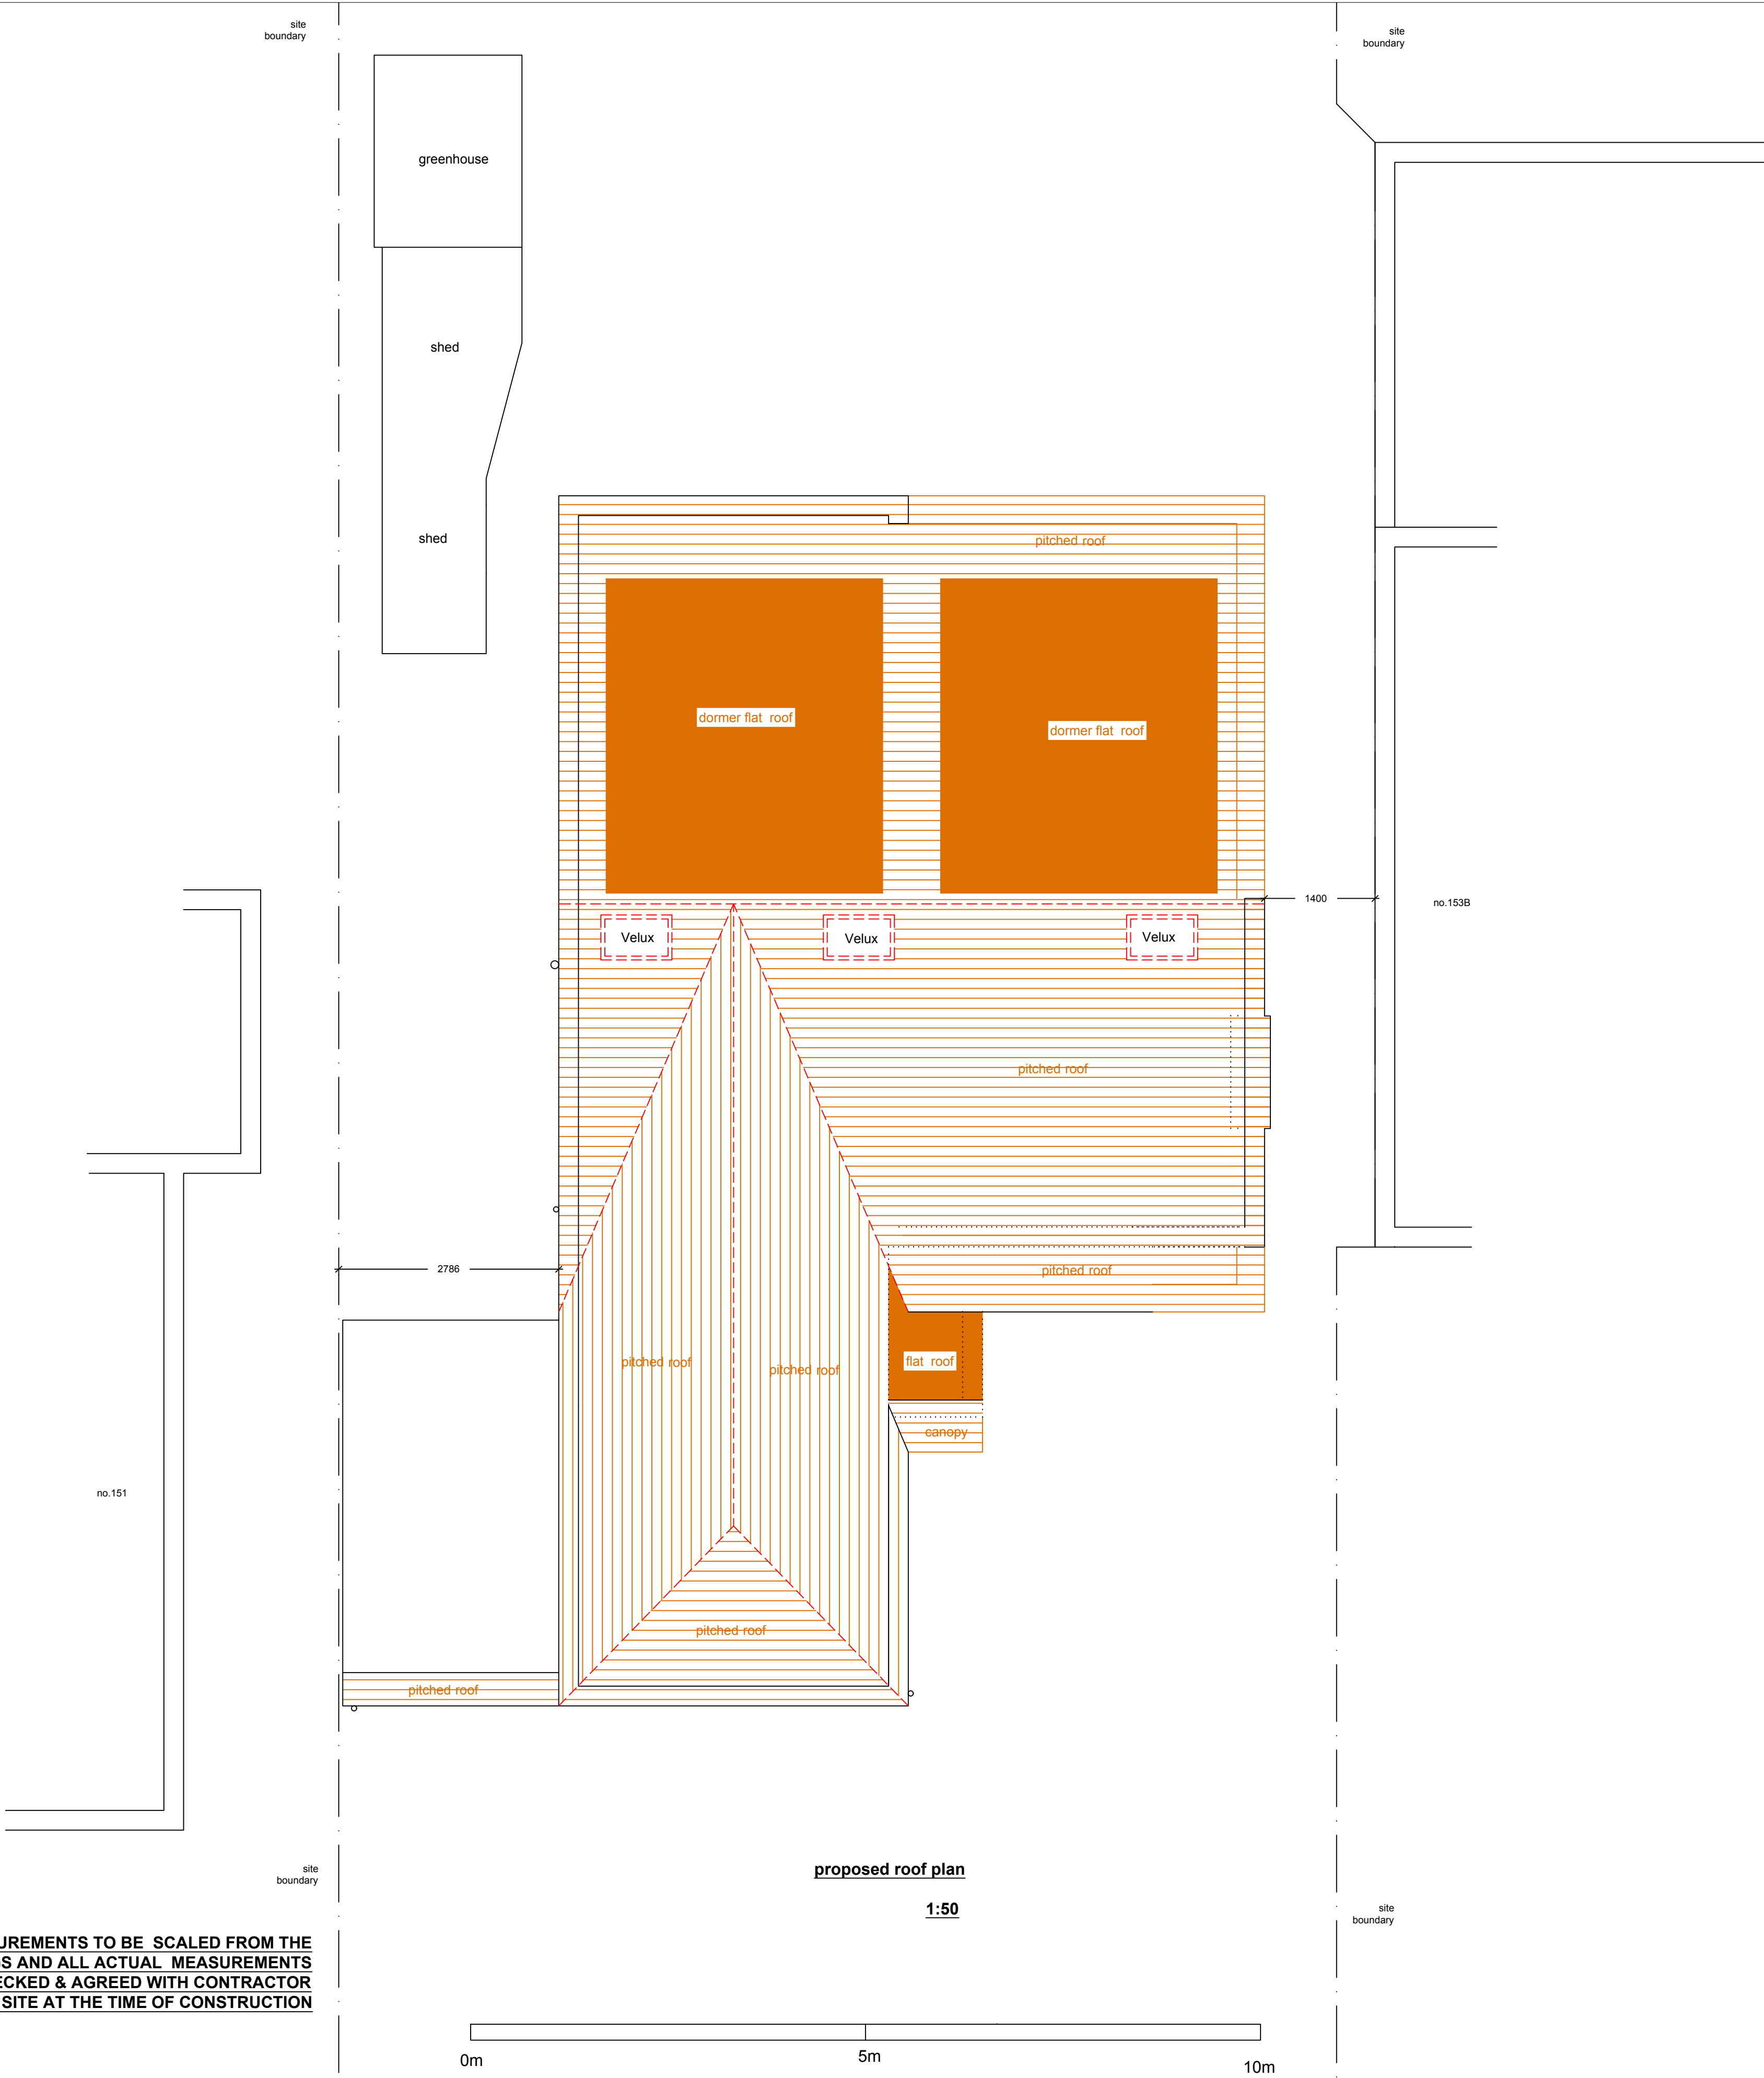 site
boundary
site
boundary
greenhouse
shed
shed
pitched roof
dormer flat roof
dormer flat roof
1400
no.153B
Velux
Velux
Velux
pitched roof
2786
pitched roof
pitched roof
pitched roof
flat roof
canopy
no.151
pitched roof
pitched roof
proposed roof plan
1:50
site
boundary
site
boundary
TO BE SCALED FROM THE
AND ALL ACTUAL MEASUREMENTS
& AGREED WITH CONTRACTOR
SITE AT THE TIME OF CONSTRUCTION
0m
5m
10m